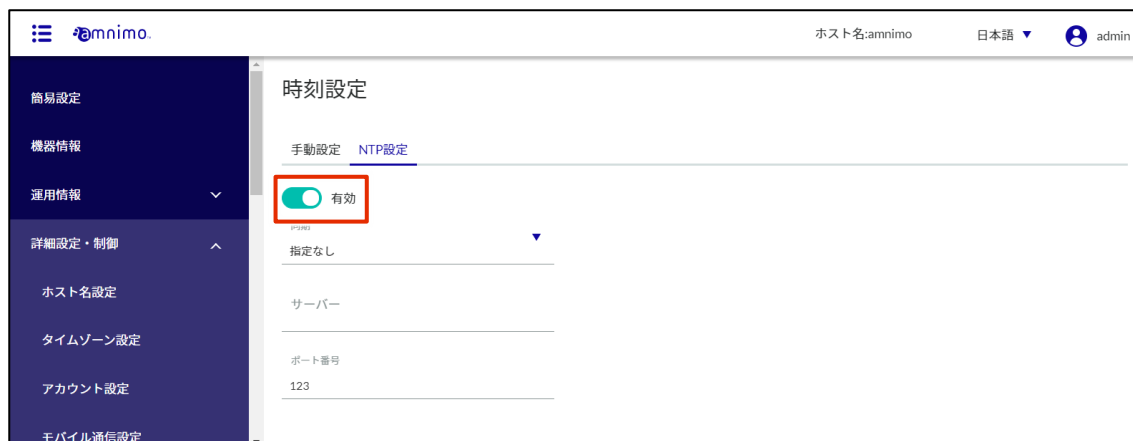 amnimo.
ホスト名:amnimo
日本語
admin
簡易設定
機器情報
運用情報
詳細設定・制御
ホスト名設定
タイムゾーン設定
アカウント設定
モバイル通信設定
時刻設定
手動設定 NTP設定
有効
同期
指定なし
サーバー
ポート番号
123